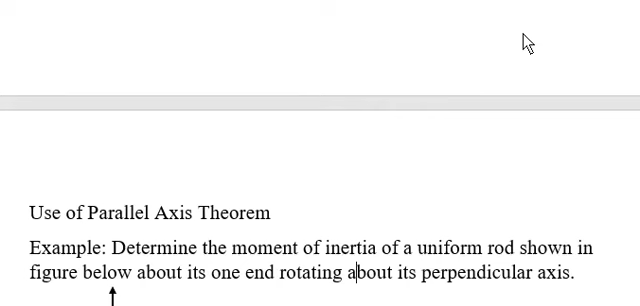 Use of Parallel Axis Theorem
Example: Determine the moment of inertia of a uniform rod shown in
figure below about its one end rotating about its perpendicular axis.